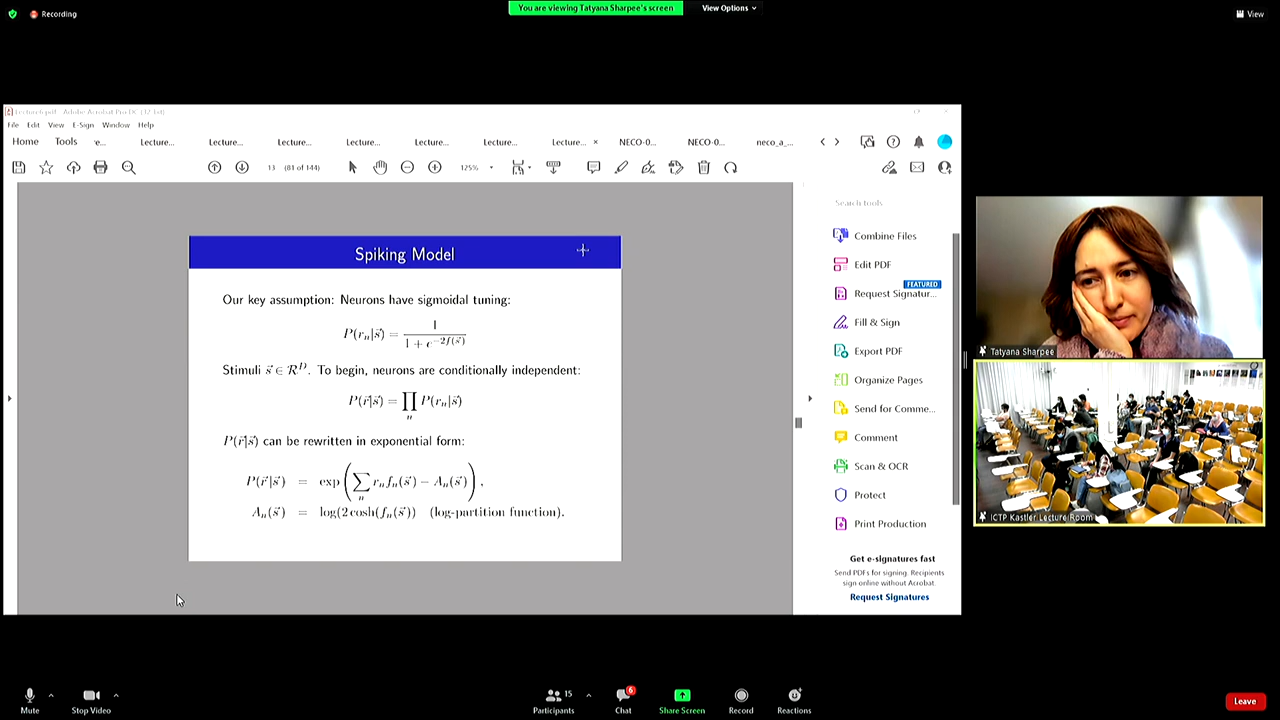 Recording
You are viewing Tatyana Sharpee's screen
View Options
View
File Edit View E-Sign Window Help
Home Tools
Lecture... Lecture... Lecture... Lecture... Lecture... Lecture... × NECO-0... NECO-0... neco_a_...
13 (81 of 144)
125%
Search tools
Combine Files
Edit PDF
FEATURED
Request Signatur...
Fill & Sign
Export PDF
Organize Pages
Send for Comme...
Comment
Scan & OCR
Protect
Print Production
Get e-signatures fast
Send PDFs for signing. Recipients
sign online without Acrobat.
Request Signatures
Spiking Model
Our key assumption: Neurons have sigmoidal tuning:
P(r_n|s⃗) = 1 / (1 + e^{-2f(s⃗)})
Stimuli s⃗ ∈ R^D. To begin, neurons are conditionally independent:
P(r⃗|s⃗) = ∏_n P(r_n|s⃗)
P(r⃗|s⃗) can be rewritten in exponential form:
P(r⃗|s⃗) = exp(∑_n r_n f_n(s⃗) − A_n(s⃗)),
A_n(s⃗) = log(2 cosh(f_n(s⃗)) (log-partition function).
Tatyana Sharpee
ICTP Kastler Lecture Room
Mute
Stop Video
15
Participants
6
Chat
Share Screen
Record
Reactions
Leave